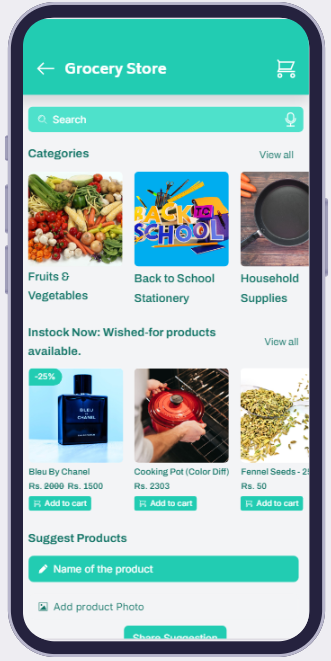 Grocery Store
Search
Categories
View all
BACK TO
SCHOOL
Fruits &
Vegetables
Back to School
Stationery
Household
Supplies
Instock Now: Wished-for products
available.
View all
-25%
BLEU
CHANEL
Bleu By Chanel
Rs. 2000 Rs. 1500
Add to cart
Cooking Pot (Color Diff)
Rs. 2303
Add to cart
Fennel Seeds - 25
Rs. 50
Add to cart
Suggest Products
Name of the product
Add product Photo
Share Suggestion